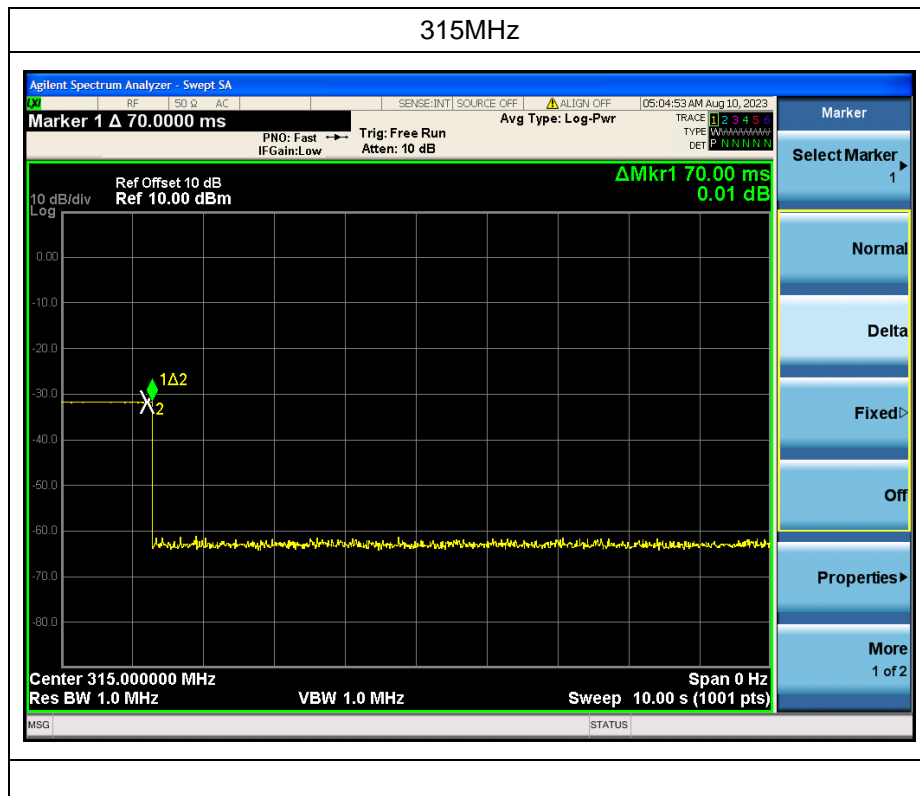 315MHz
Agilent Spectrum Analyzer - Swept SA
LXI RF 50 Ω AC SENSE:INT SOURCE OFF ALIGN OFF 05:04:53 AM Aug 10, 2023
Marker 1 Δ 70.0000 ms
PNO: Fast
IFGain:Low
Trig: Free Run
Atten: 10 dB
Avg Type: Log-Pwr
TRACE 1 2 3 4 5 6
TYPE WWWWWWW
DET P N N N N N
Ref Offset 10 dB
Ref 10.00 dBm
10 dB/div
Log
ΔMkr1 70.00 ms
0.01 dB
0.00
-10.0
-20.0
-30.0
-40.0
-50.0
-60.0
-70.0
-80.0
1Δ2
2
Center 315.000000 MHz
Span 0 Hz
Res BW 1.0 MHz
VBW 1.0 MHz
Sweep 10.00 s (1001 pts)
MSG
STATUS
Marker
Select Marker
1
Normal
Delta
Fixed
Off
Properties
More
1 of 2